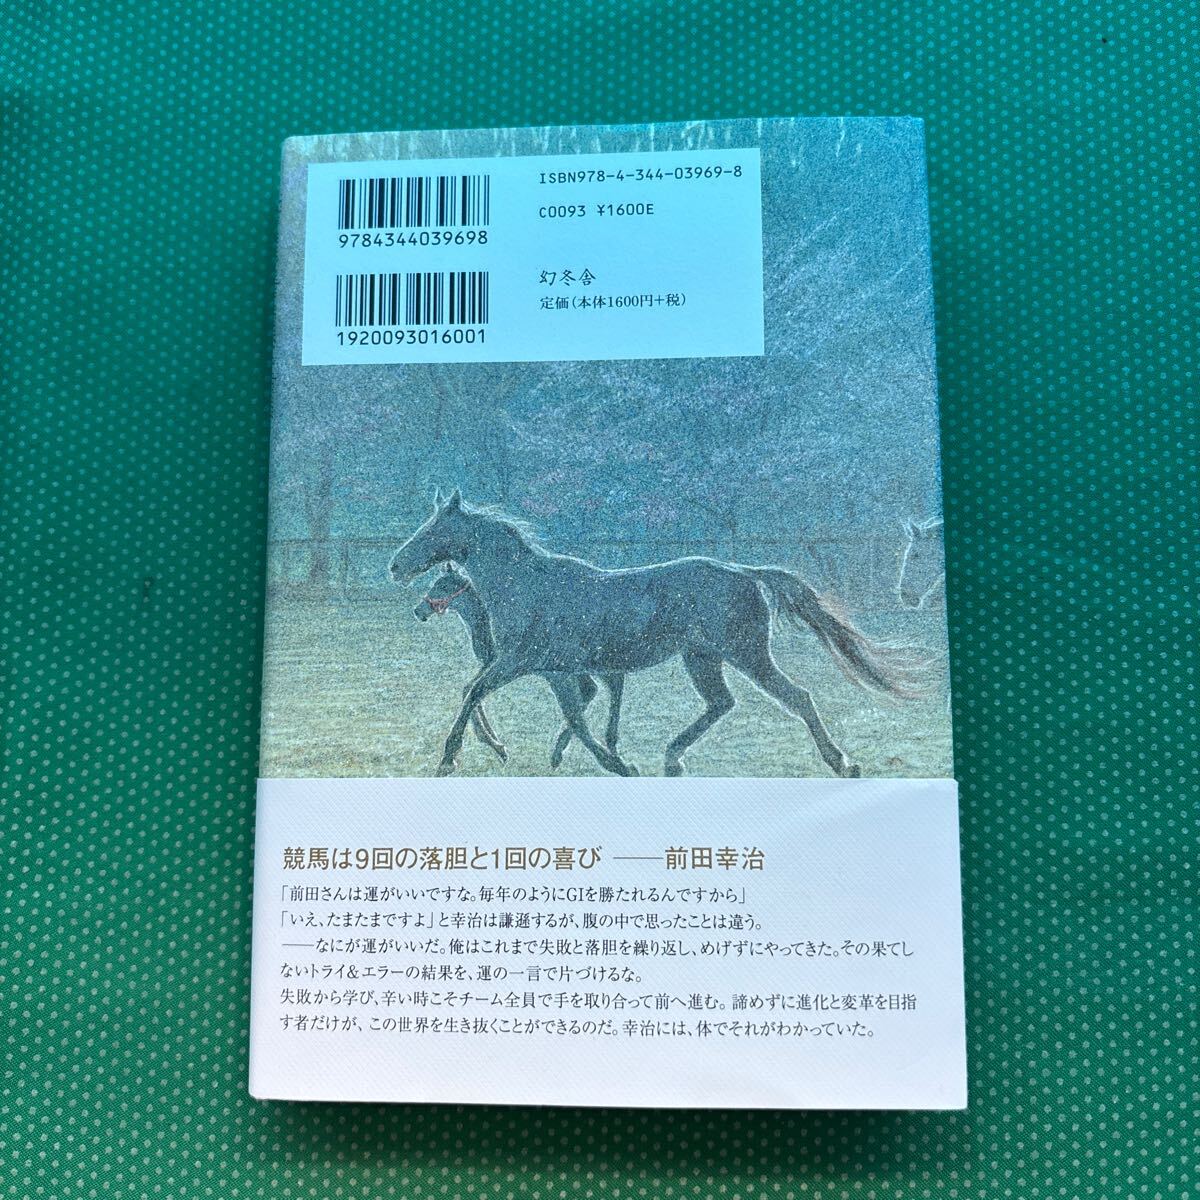 ISBN978-4-344-03969-8
C0093 ¥1600E
9784344039698
幻冬舎
定価(本体1600円+税)
1920093016001
競馬は9回の落胆と1回の喜び ――前田幸治
「前田さんは運がいいですな。毎年のようにGIを勝たれるんですから」
「いえ、たまたまですよ」と幸治は謙遜するが、腹の中で思ったことは違う。
――なにが運がいいだ。俺はこれまで失敗と落胆を繰り返し、めげずにやってきた。その果てし
ないトライ&エラーの結果を、運の一言で片づけるな。
失敗から学び、辛い時こそチーム全員で手を取り合って前へ進む。諦めずに進化と変革を目指
す者だけが、この世界を生き抜くことができるのだ。幸治には、体でそれがわかっていた。